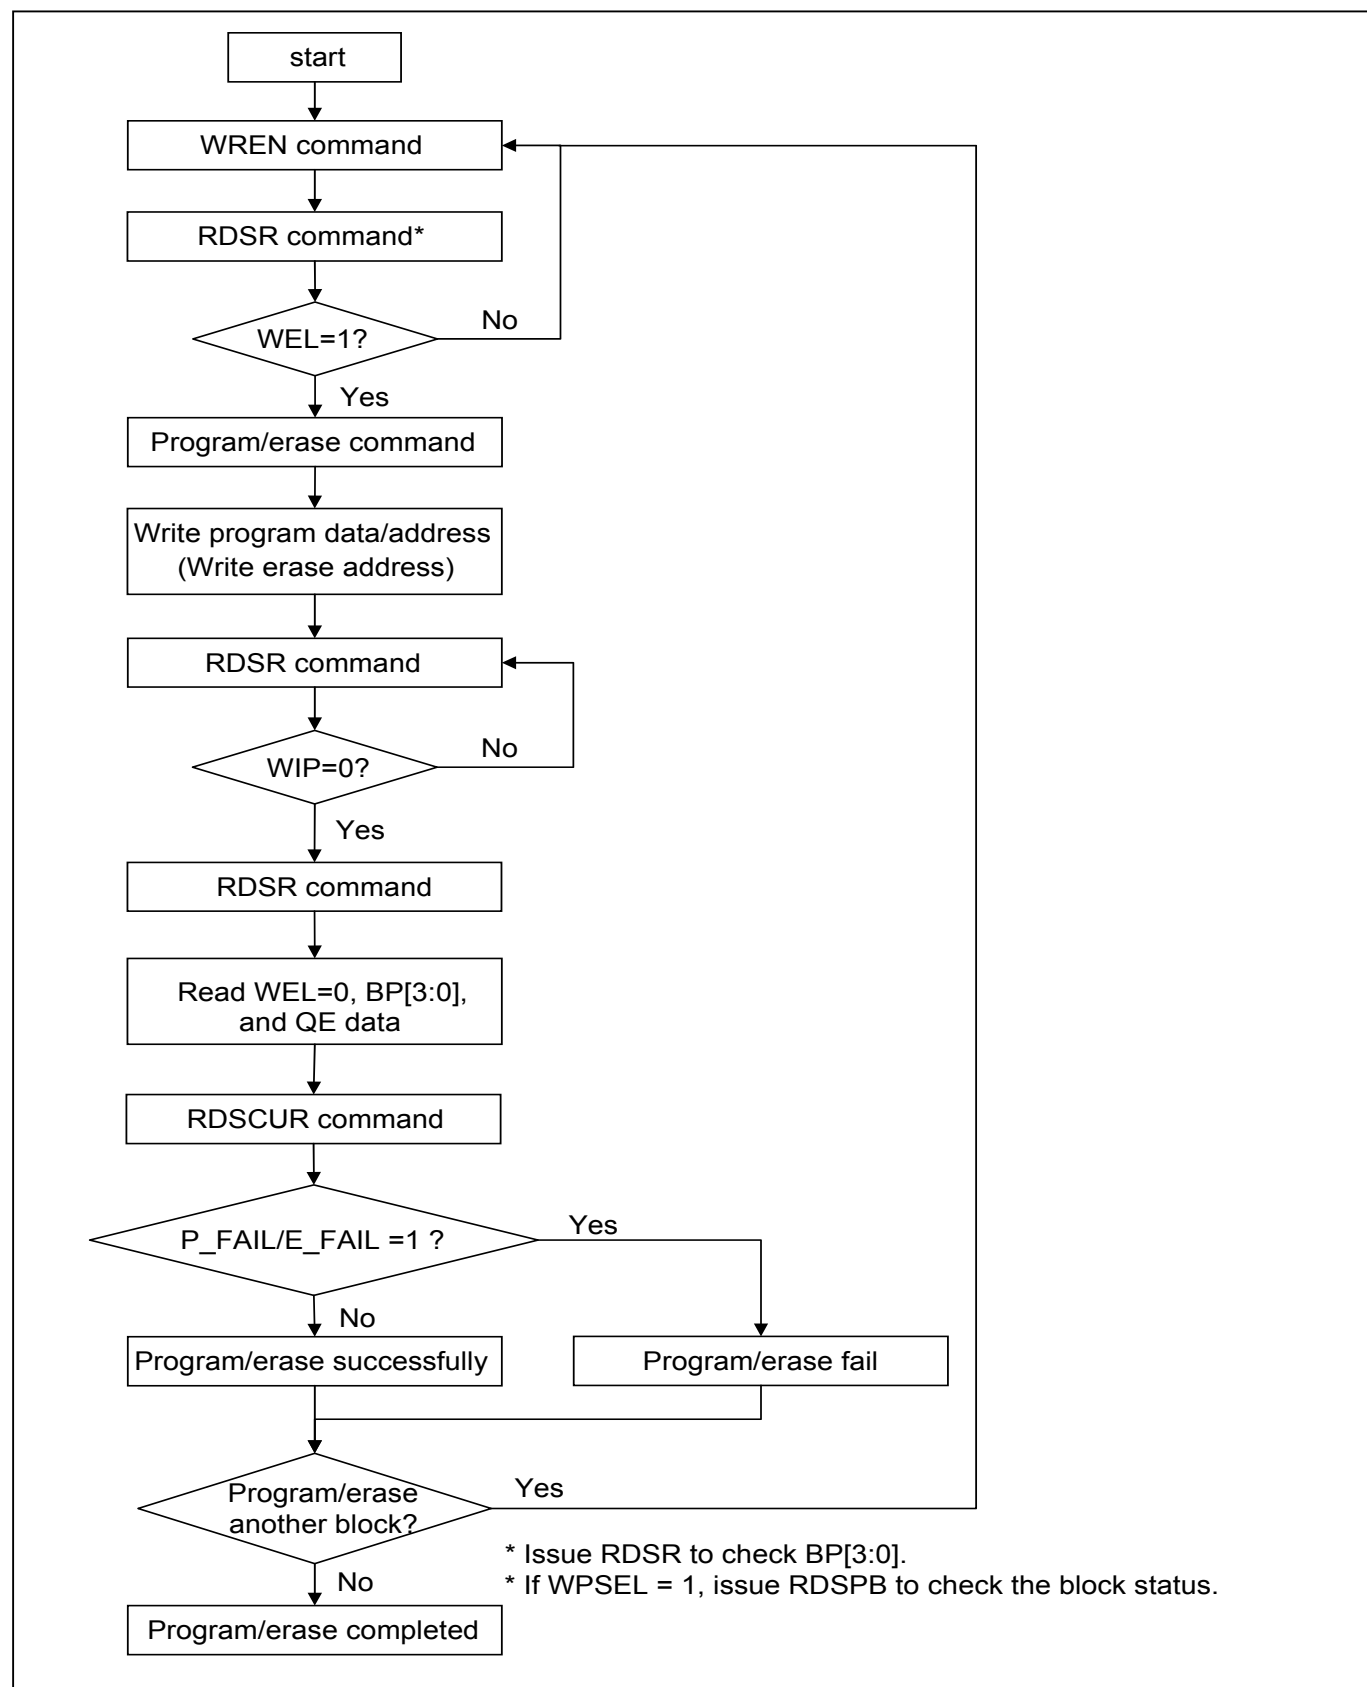 start
WREN command
RDSR command*
WEL=1?
No
Yes
Program/erase command
Write program data/address
(Write erase address)
RDSR command
WIP=0?
No
Yes
RDSR command
Read WEL=0, BP[3:0],
and QE data
RDSCUR command
P_FAIL/E_FAIL =1 ?
Yes
No
Program/erase successfully
Program/erase fail
Program/erase
another block?
Yes
* Issue RDSR to check BP[3:0].
* If WPSEL = 1, issue RDSPB to check the block status.
No
Program/erase completed